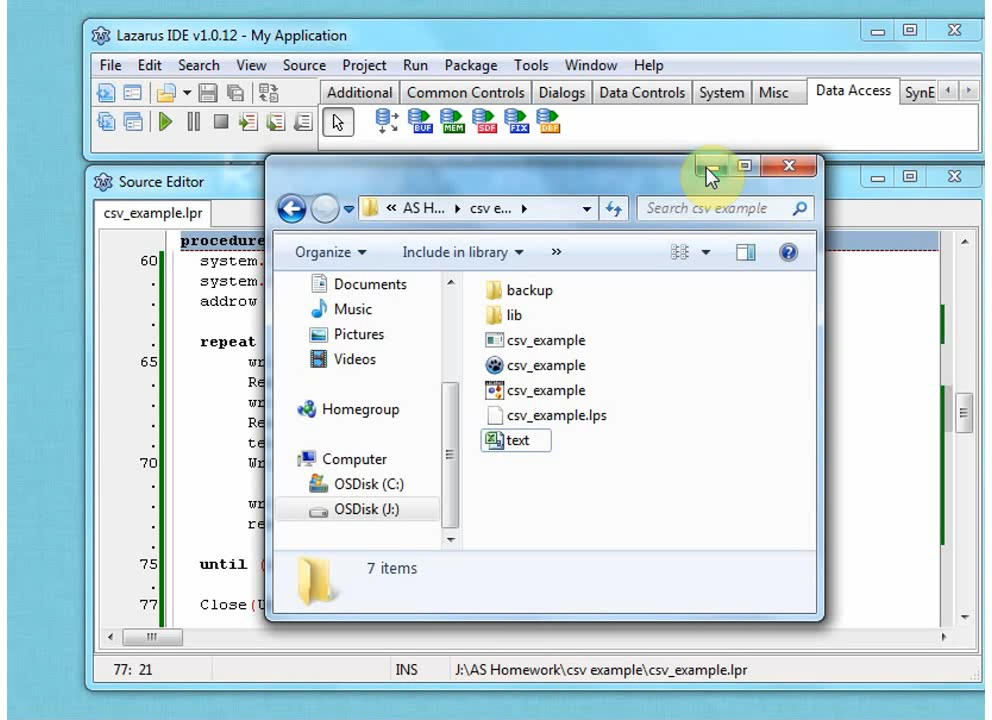 Lazarus IDE v1.0.12 - My Application
File Edit Search View Source Project Run Package Tools Window Help
Additional Common Controls Dialogs Data Controls System Misc Data Access SynE
BUF MEM SDF FIX DBF
Source Editor
csv_example.lpr
« AH... csv e...
Search csv example
Organize Include in library »
Documents
Music
Pictures
Videos
Homegroup
Computer
OSDisk (C:)
OSDisk (J:)
backup
lib
csv_example
csv_example
csv_example
csv_example.lps
text
7 items
procedure
60 system.
. system.
. addrow
.
. repeat
65 wr
. Re
. wr
. Re
. te
70 Wr
.
. wr
. re
.
75 until (
.
77 Close(U
77: 21 INS J:\AS Homework\csv example\csv_example.lpr